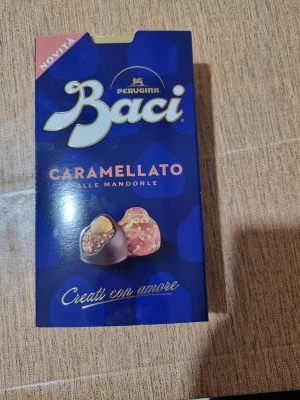 NOVITÀ
PERUGINA
Baci
CARAMELLATO
ALLE MANDORLE
Creati con amore